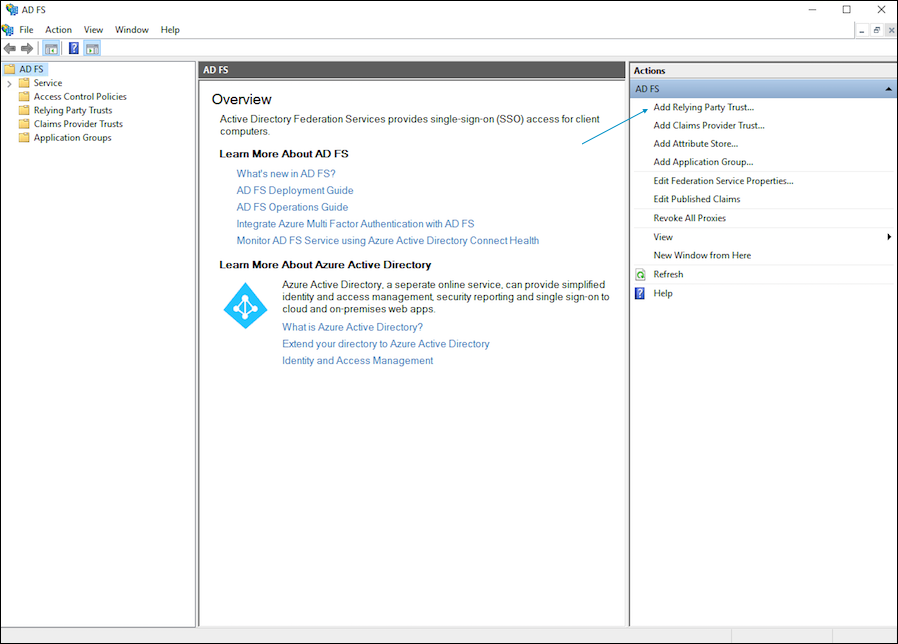 AD FS
File Action View Window Help
AD FS
Service
Access Control Policies
Relying Party Trusts
Claims Provider Trusts
Application Groups
AD FS
Overview
Active Directory Federation Services provides single-sign-on (SSO) access for client
computers.
Learn More About AD FS
What's new in AD FS?
AD FS Deployment Guide
AD FS Operations Guide
Integrate Azure Multi Factor Authentication with AD FS
Monitor AD FS Service using Azure Active Directory Connect Health
Learn More About Azure Active Directory
Azure Active Directory, a seperate online service, can provide simplified
identity and access management, security reporting and single sign-on to
cloud and on-premises web apps.
What is Azure Active Directory?
Extend your directory to Azure Active Directory
Identity and Access Management
Actions
AD FS
Add Relying Party Trust...
Add Claims Provider Trust...
Add Attribute Store...
Add Application Group...
Edit Federation Service Properties...
Edit Published Claims
Revoke All Proxies
View
New Window from Here
Refresh
Help